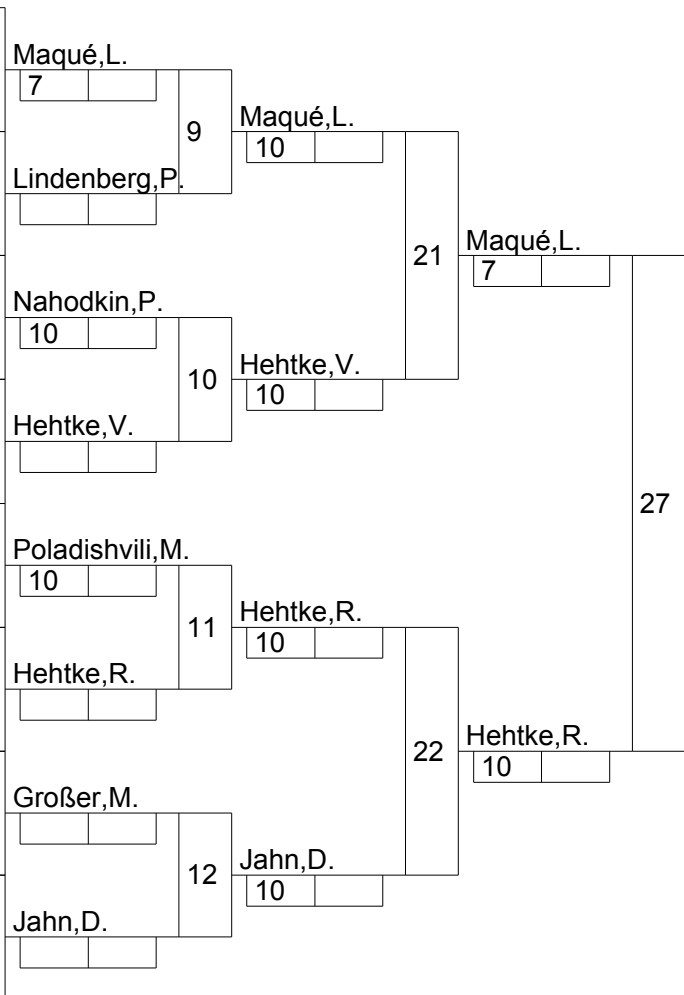 Maqué,L.
7
9
Maqué,L.
10
Lindenberg,P.
21
Maqué,L.
7
Nahodkin,P.
10
10
Hehtke,V.
10
Hehtke,V.
27
Poladishvili,M.
10
11
Hehtke,R.
10
Hehtke,R.
22
Hehtke,R.
10
Großer,M.
12
Jahn,D.
10
Jahn,D.